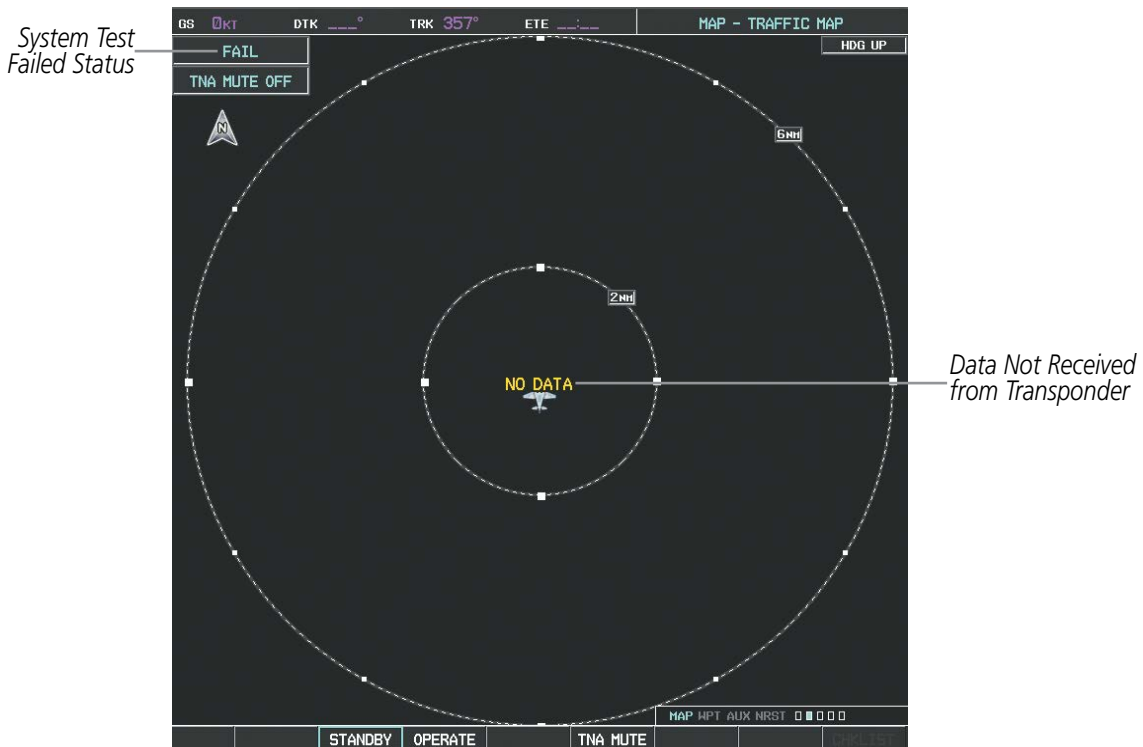 GS 0KT DTK ___° TRK 357° ETE __:__ MAP - TRAFFIC MAP
System Test
Failed Status
FAIL
HDG UP
TNA MUTE OFF
N
6NM
2NM
NO DATA
Data Not Received
from Transponder
MAP WPT AUX NRST
STANDBY OPERATE TNA MUTE CHKLIST